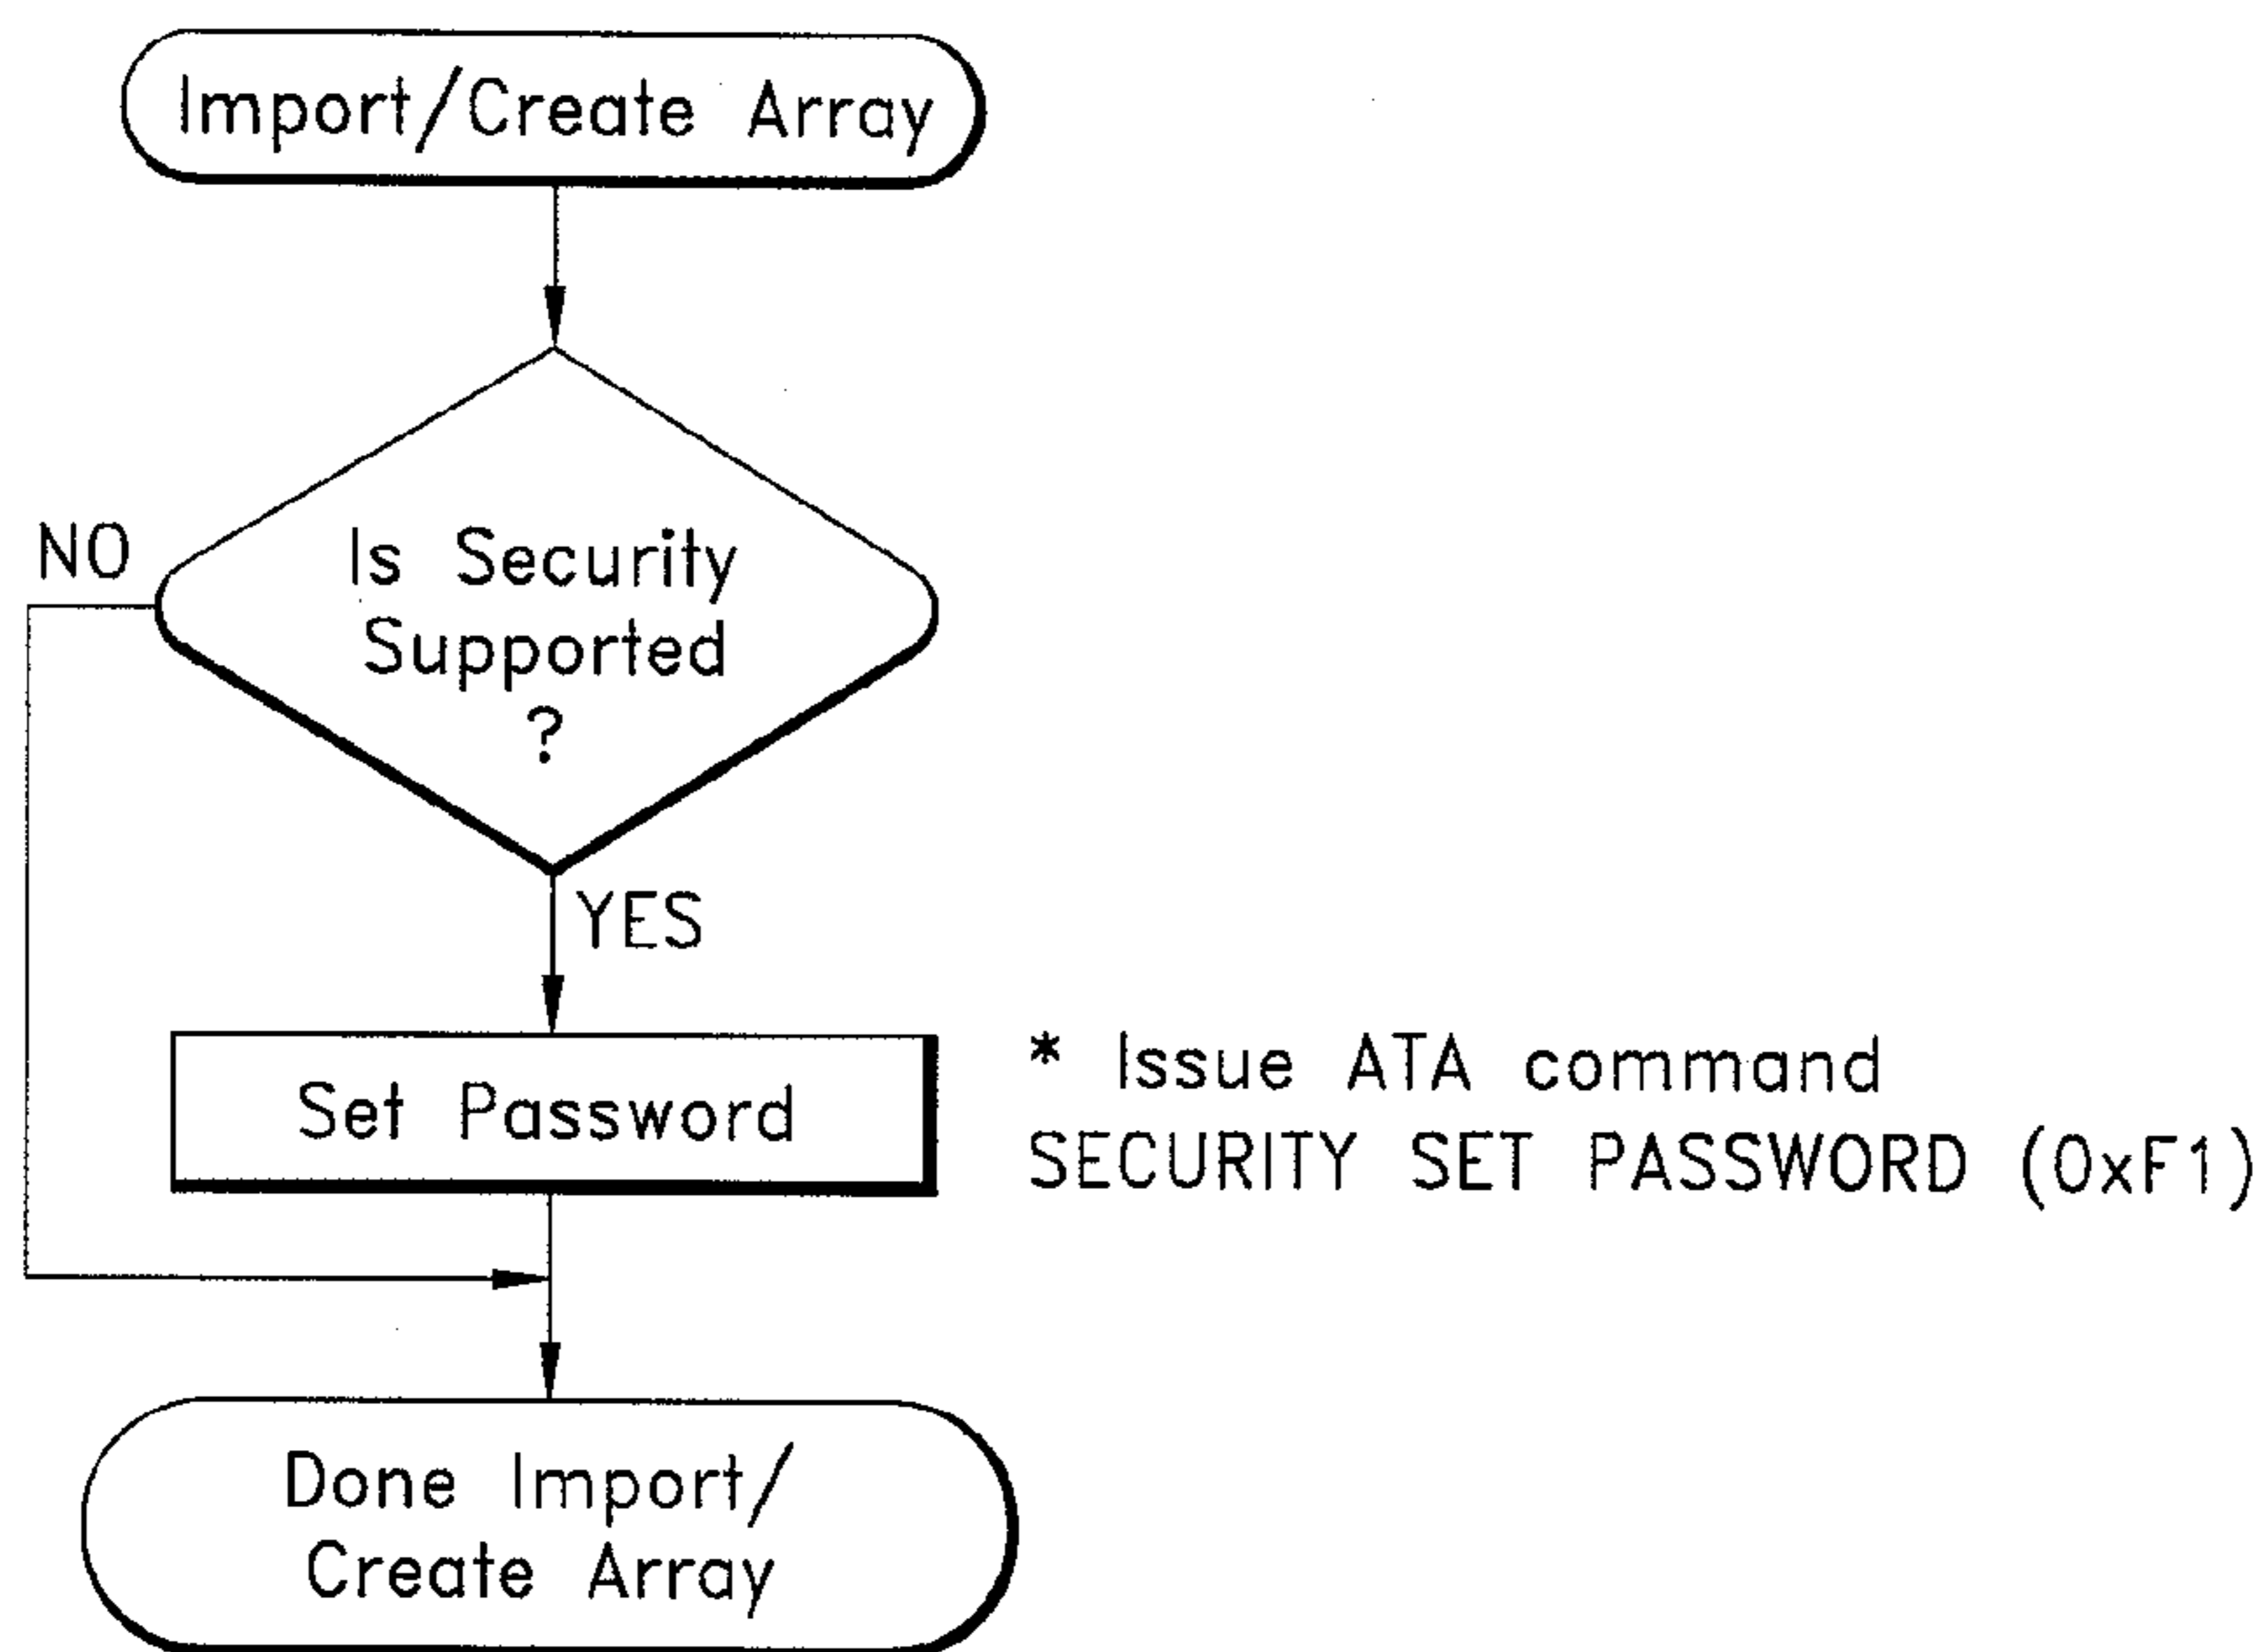 Import/Create Array
NO
Is Security
Supported
?
YES
Set Password
* Issue ATA command
SECURITY SET PASSWORD (0xF1)
Done Import/
Create Array